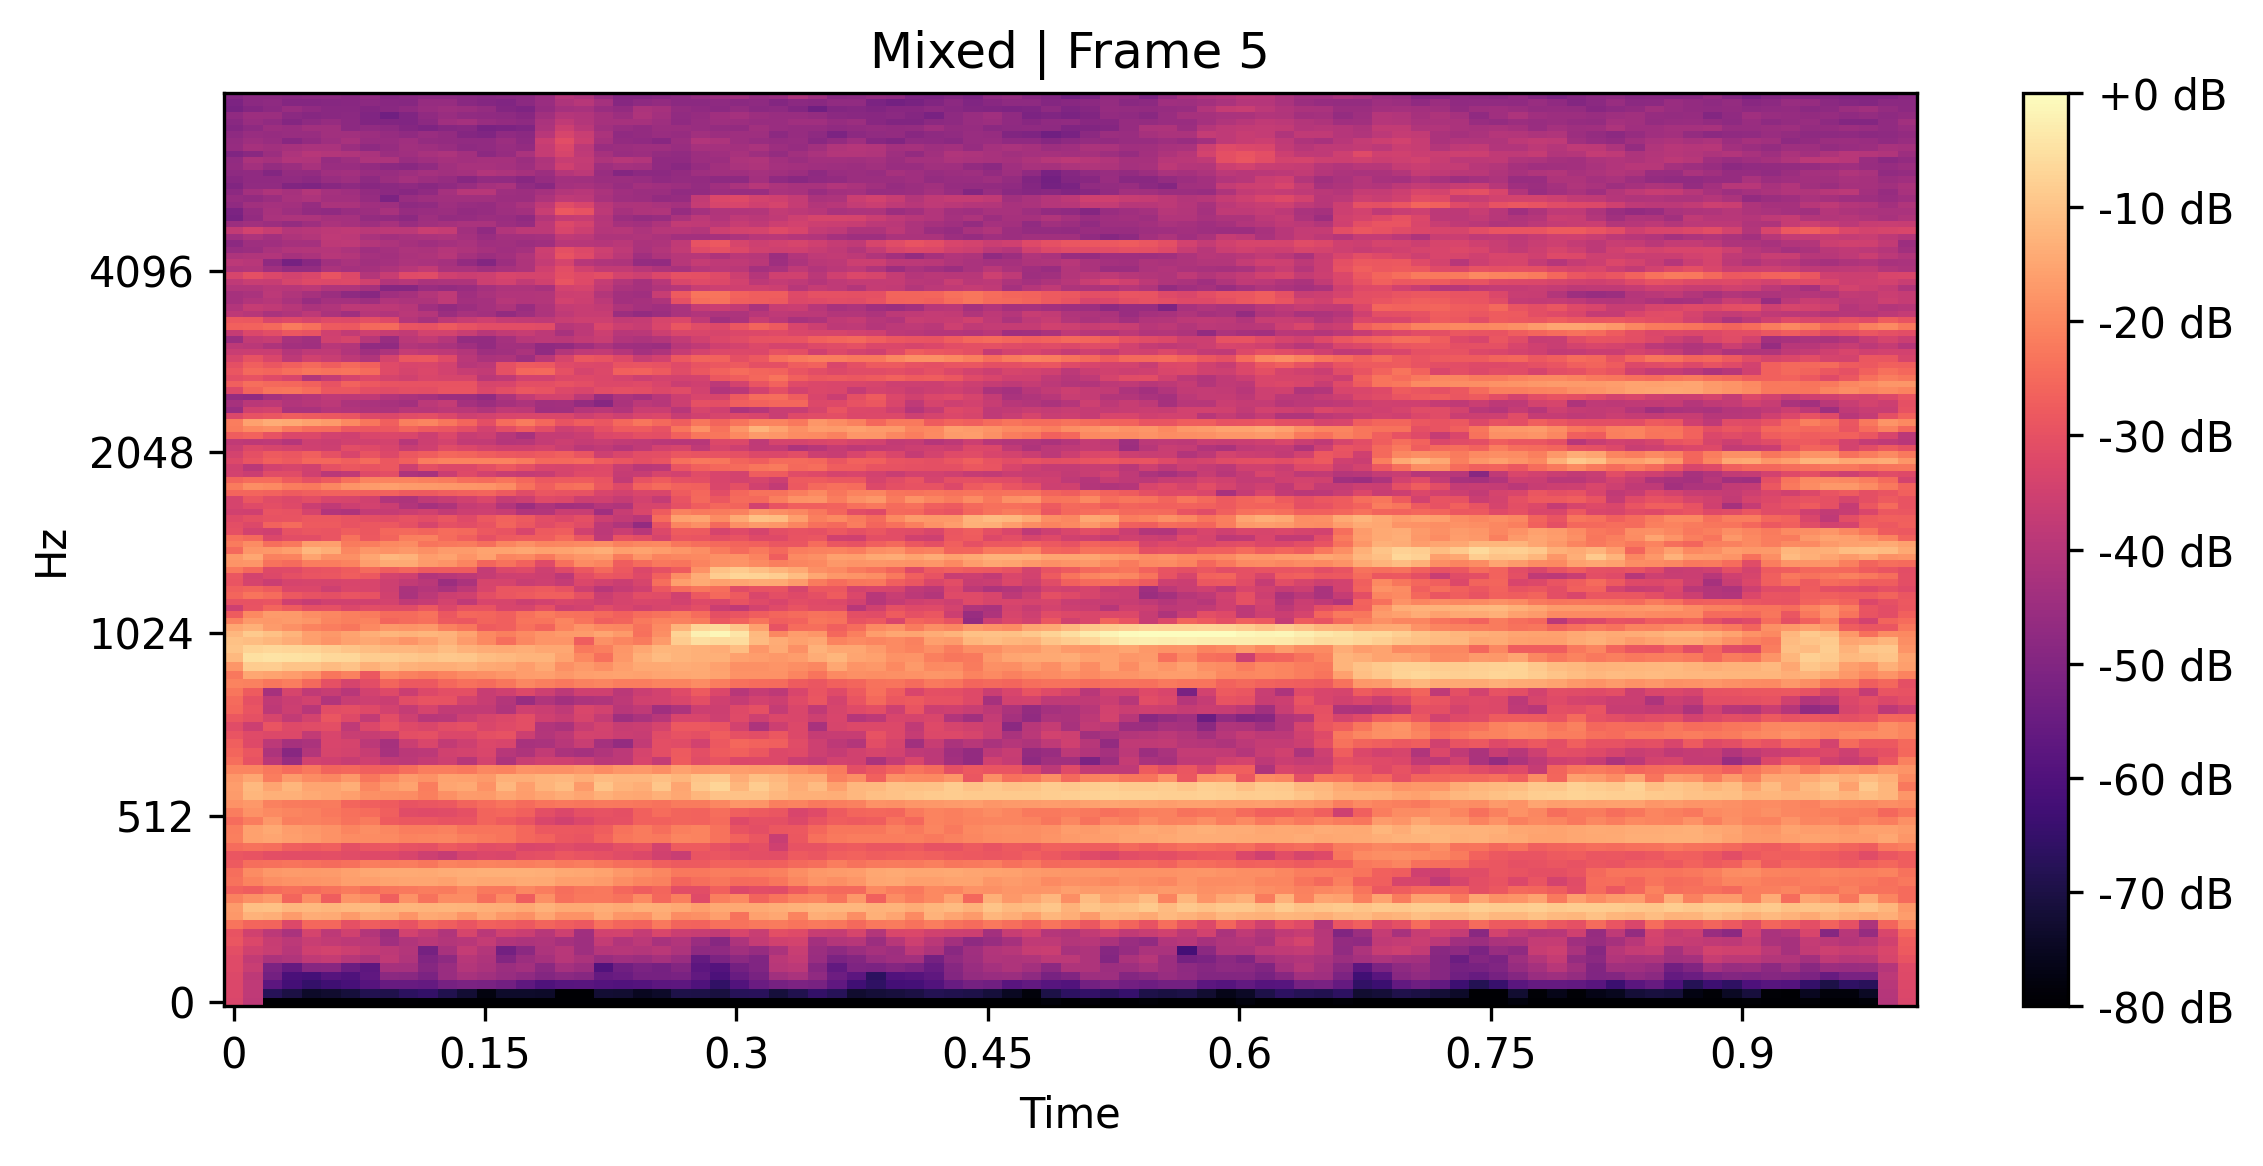 Mixed | Frame 5
Hz
4096
2048
1024
512
0
0 0.15 0.3 0.45 0.6 0.75 0.9
Time
+0 dB
-10 dB
-20 dB
-30 dB
-40 dB
-50 dB
-60 dB
-70 dB
-80 dB